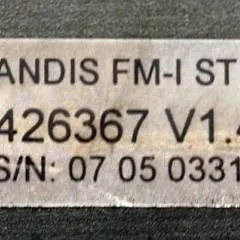 ANDIS FM-I ST
426367 V1.4
S/N: 07 05 0331